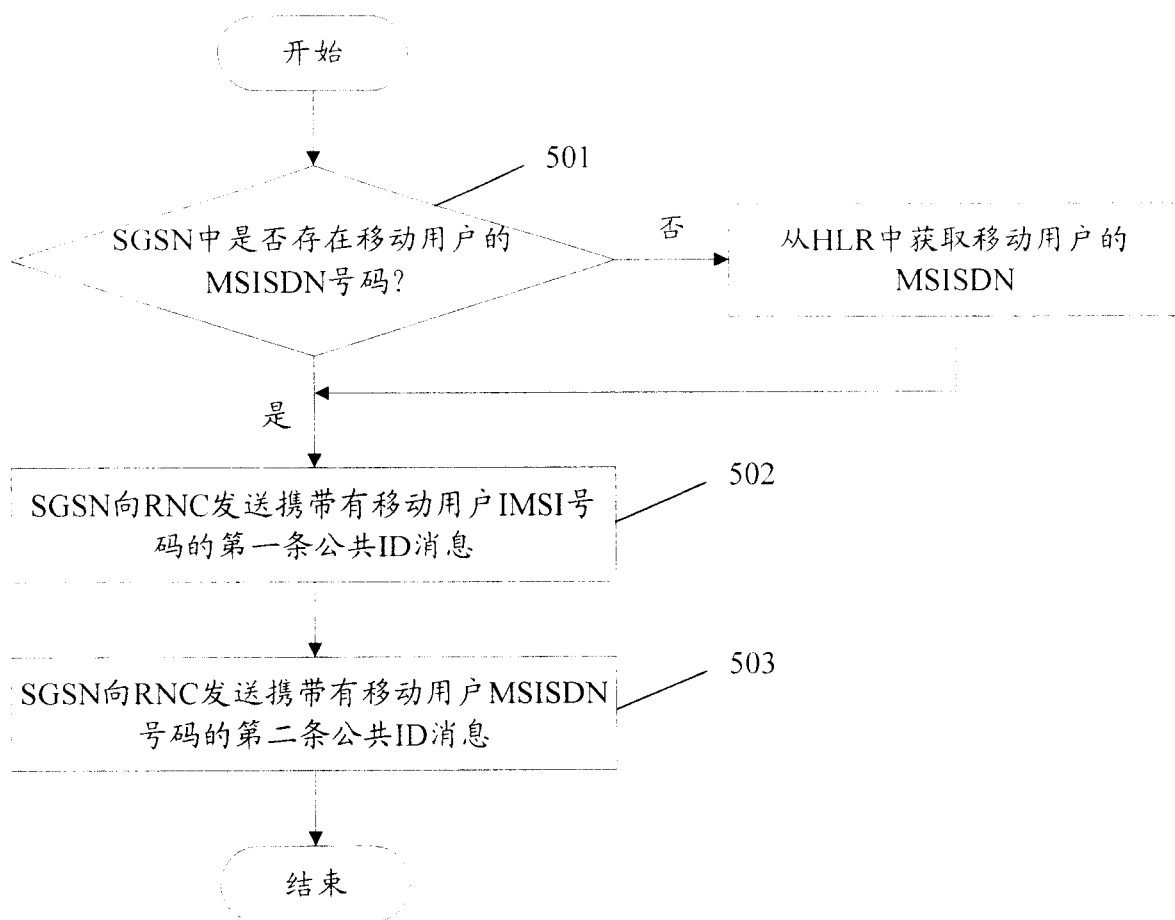 开始
501
SGSN中是否存在移动用户的
MSISDN号码?
否
从HLR中获取移动用户的
MSISDN
是
502
SGSN向RNC发送携带有移动用户IMSI号
码的第一条公共ID消息
503
SGSN向RNC发送携带有移动用户MSISDN
号码的第二条公共ID消息
结束